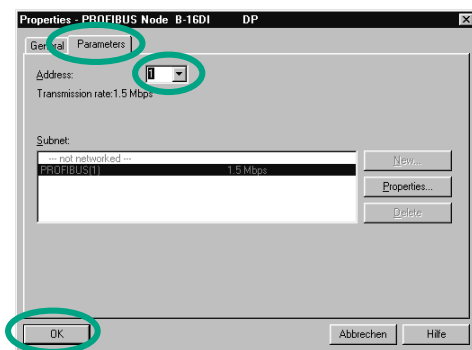 Properties - PROFIBUS Node B-16DI DP
General Parameters
Address: 1
Transmission rate:1.5 Mbps
Subnet:
--- not networked ---
PROFIBUS(1) 1.5 Mbps
New...
Properties...
Delete
OK Abbrechen Hilfe